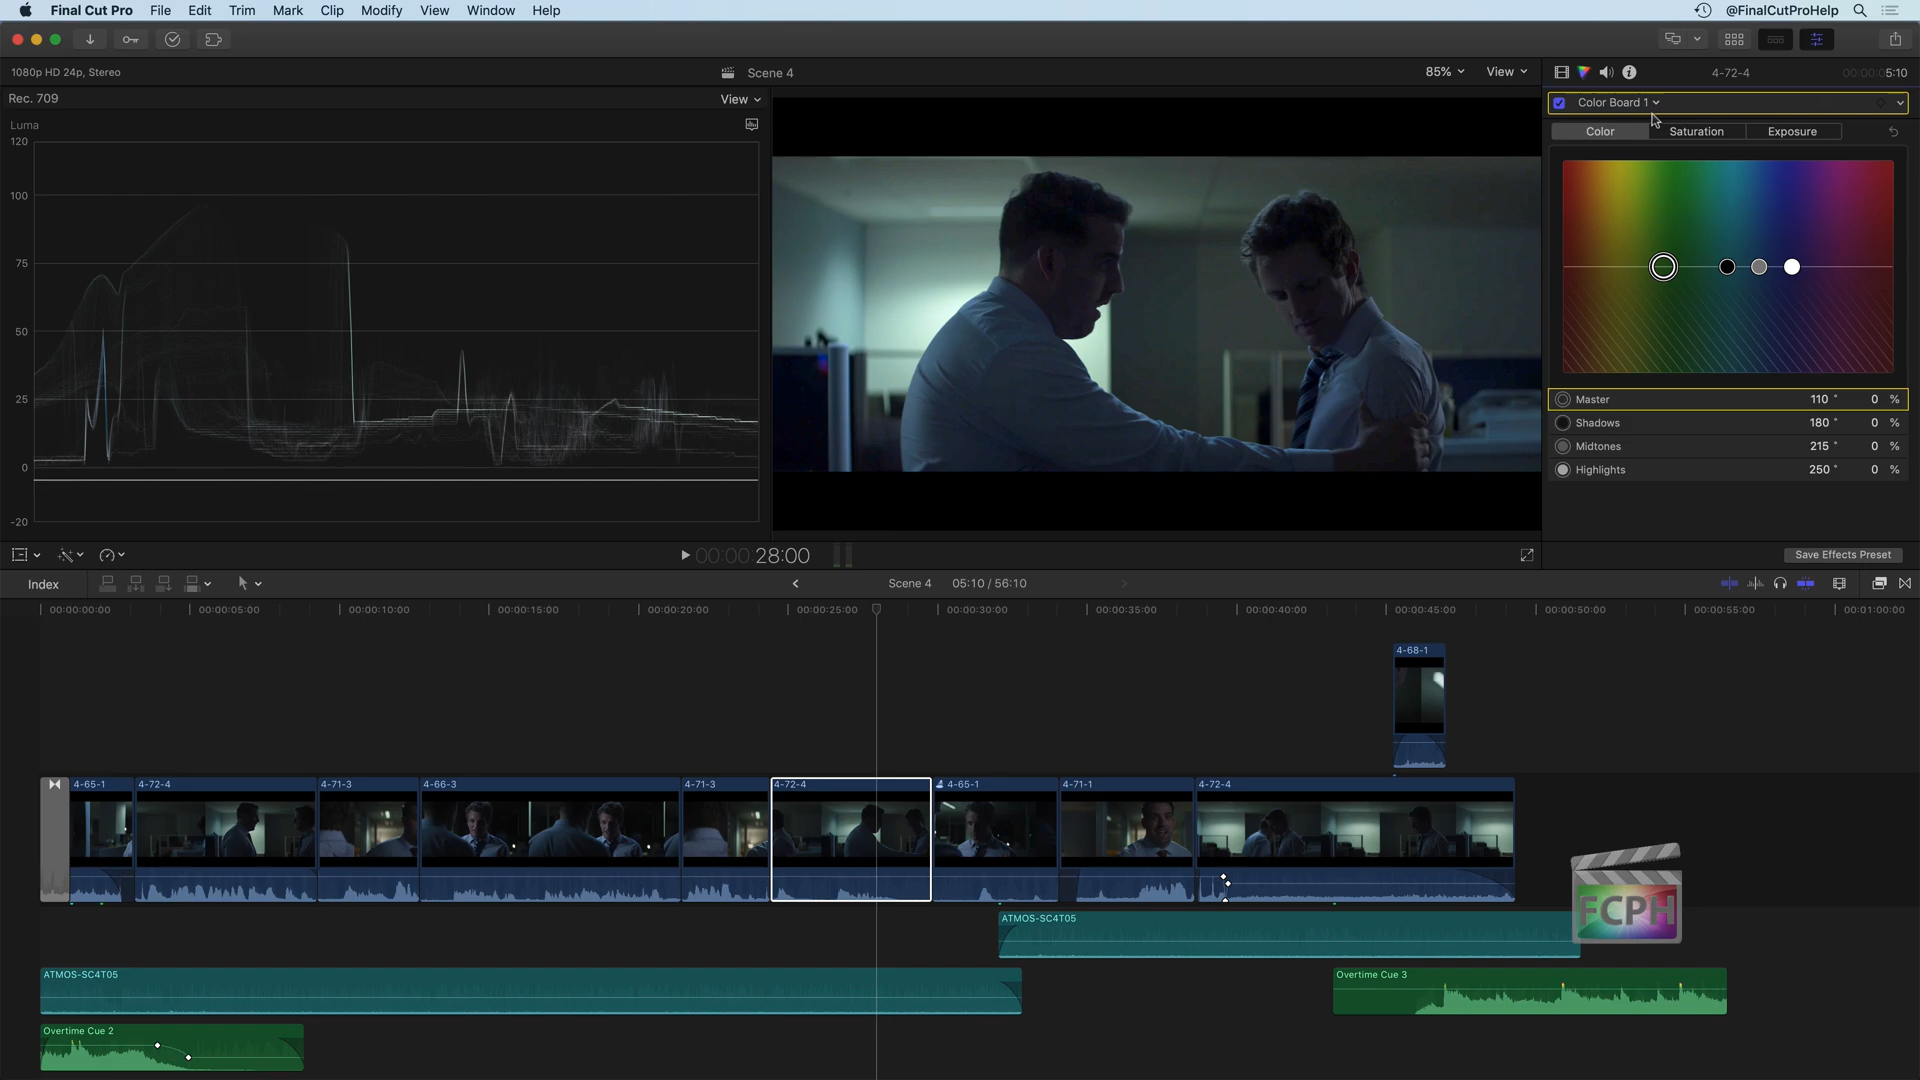 Final Cut Pro File Edit Trim Mark Clip Modify View Window Help @FinalCutProHelp
1080p HD 24p, Stereo Scene 4 85% View 4-72-4 00:00:05:10
Rec. 709 View
Color Board 1
Luma
Color Saturation Exposure
120
100
75
50
25
0
-20
Master 110 ° 0 %
Shadows 180 ° 0 %
Midtones 215 ° 0 %
Highlights 250 ° 0 %
00:00:00:28:00
Save Effects Preset
Index Scene 4 05:10 / 56:10
00:00:00:00 00:00:05:00 00:00:10:00 00:00:15:00 00:00:20:00 00:00:25:00 00:00:30:00 00:00:35:00 00:00:40:00 00:00:45:00 00:00:50:00 00:00:55:00 00:01:00:00
4-68-1
4-65-1 4-72-4 4-71-3 4-66-3 4-71-3 4-72-4 4-65-1 4-71-1 4-72-4
FCPH
ATMOS-SC4T05
ATMOS-SC4T05
Overtime Cue 3
Overtime Cue 2